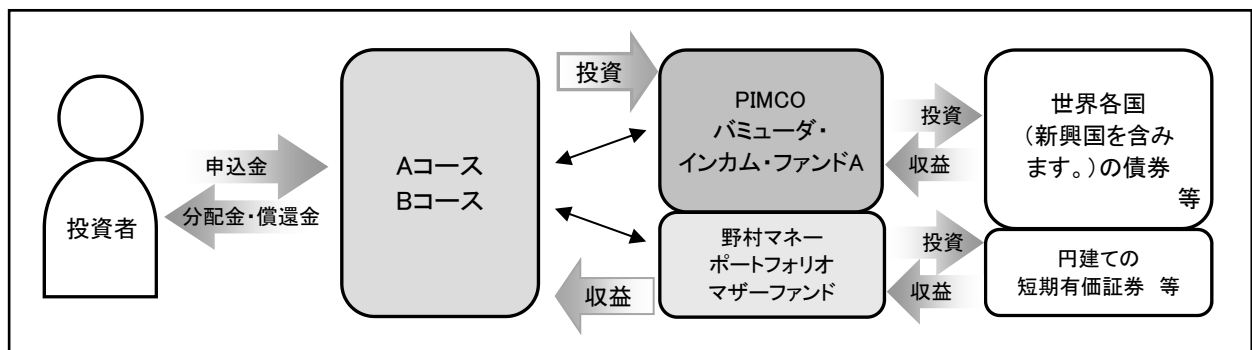 投資者
申込金
分配金・償還金
Aコース
Bコース
投資
収益
PIMCO
バミューダ・
インカム・ファンドA
野村マネー
ポートフォリオ
マザーファンド
投資
収益
投資
収益
世界各国
（新興国を含み
ます。）の債券
等
円建ての
短期有価証券　等